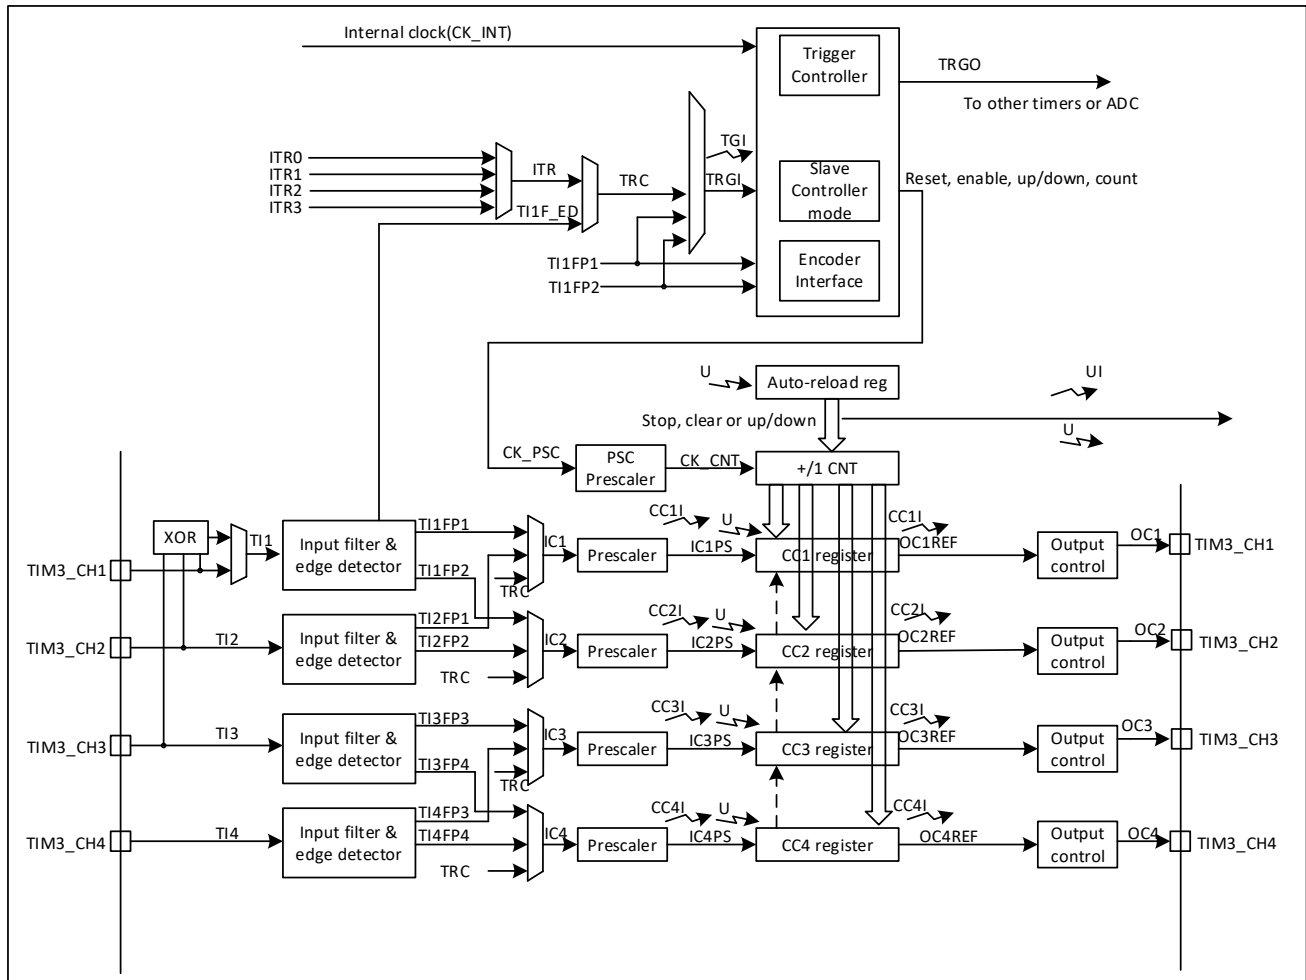 Internal clock(CK_INT)
Trigger
Controller
TRGO
To other timers or ADC
ITR0
ITR1
ITR2
ITR3
ITR
TI1F_ED
TRC
TGI
TRGI
Slave
Controller
mode
Reset, enable, up/down, count
TI1FP1
TI1FP2
Encoder
Interface
U
Auto-reload reg
UI
Stop, clear or up/down
U
CK_PSC
PSC
Prescaler
CK_CNT
+/1 CNT
XOR
TI1
TIM3_CH1
Input filter &
edge detector
TI1FP1
TI1FP2
IC1
TRC
Prescaler
CC1I
U
IC1PS
CC1 register
CC1I
OC1REF
Output
control
OC1
TIM3_CH1
TIM3_CH2
TI2
Input filter &
edge detector
TI2FP1
TI2FP2
TRC
IC2
Prescaler
CC2I
U
IC2PS
CC2 register
CC2I
OC2REF
Output
control
OC2
TIM3_CH2
TIM3_CH3
TI3
Input filter &
edge detector
TI3FP3
TI3FP4
IC3
TRC
Prescaler
CC3I
U
IC3PS
CC3 register
CC3I
OC3REF
Output
control
OC3
TIM3_CH3
TIM3_CH4
TI4
Input filter &
edge detector
TI4FP3
TI4FP4
TRC
IC4
Prescaler
CC4I
U
IC4PS
CC4 register
CC4I
OC4REF
Output
control
OC4
TIM3_CH4